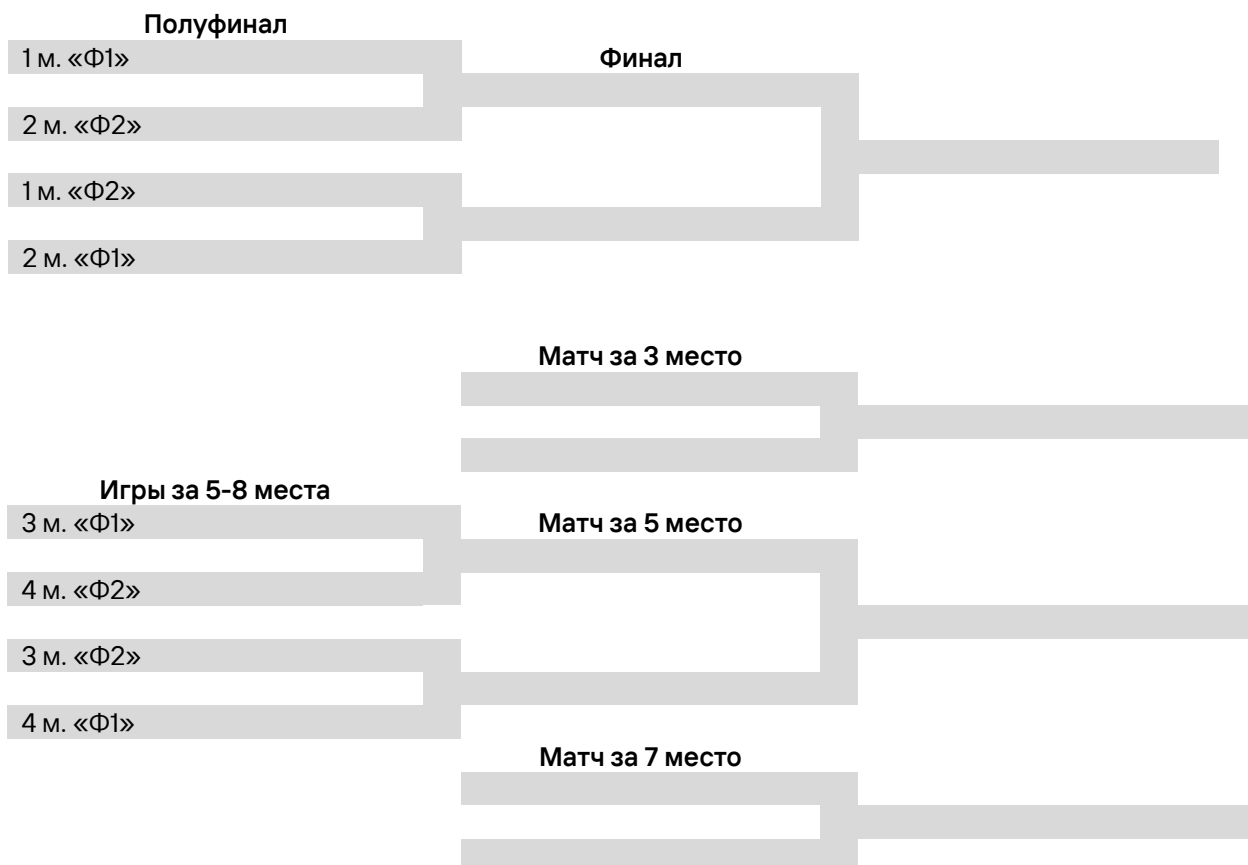 Полуфинал
1 м. «Ф1»
Финал
2 м. «Ф2»
1 м. «Ф2»
2 м. «Ф1»
Матч за 3 место
Игры за 5-8 места
3 м. «Ф1»
Матч за 5 место
4 м. «Ф2»
3 м. «Ф2»
4 м. «Ф1»
Матч за 7 место